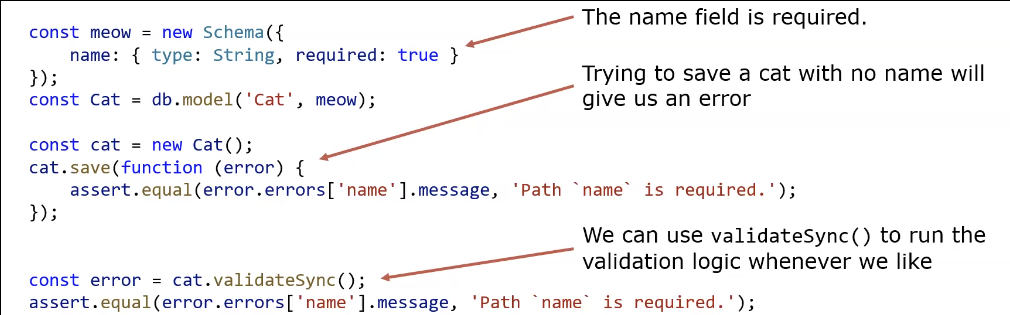 const meow = new Schema({
    name: { type: String, required: true }
});
const Cat = db.model('Cat', meow);
const cat = new Cat();
cat.save(function (error) {
    assert.equal(error.errors['name'].message, 'Path `name` is required.');
});
const error = cat.validateSync();
assert.equal(error.errors['name'].message, 'Path `name` is required.');
The name field is required.
Trying to save a cat with no name will
give us an error
We can use validateSync() to run the
validation logic whenever we like